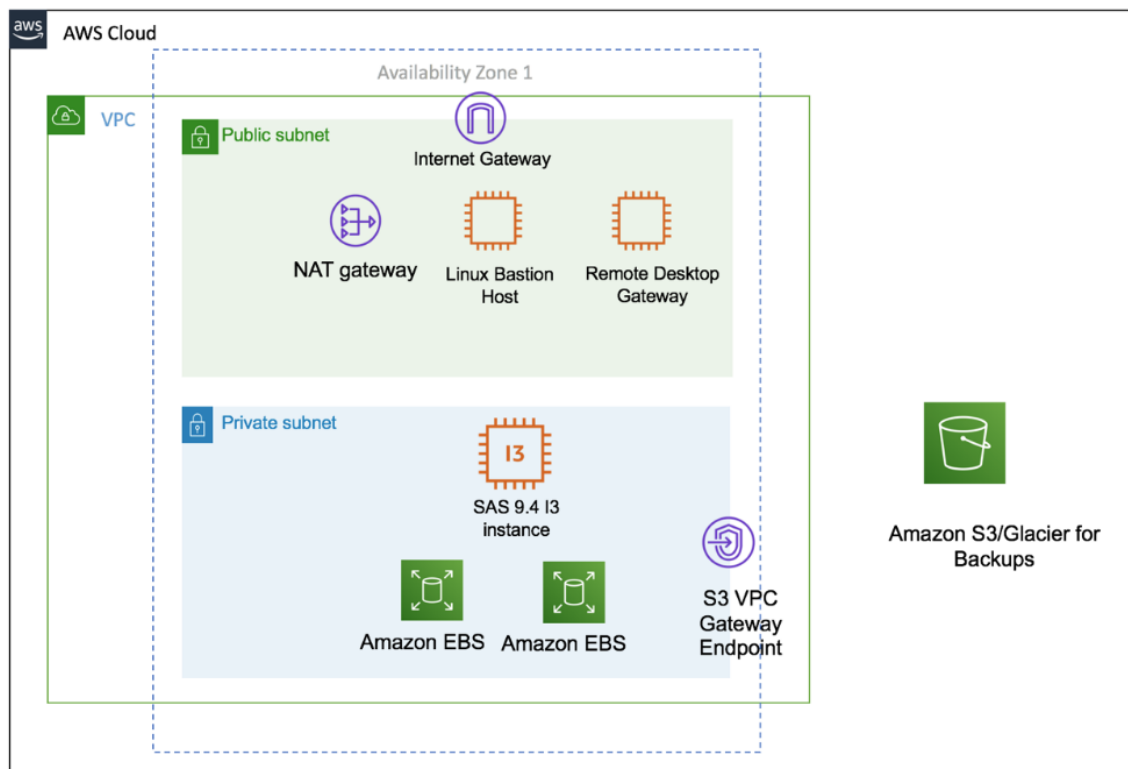 aws
AWS Cloud
Availability Zone 1
VPC
Public subnet
Internet Gateway
NAT gateway
Linux Bastion
Host
Remote Desktop
Gateway
Private subnet
I3
SAS 9.4 I3
instance
Amazon EBS
Amazon EBS
S3 VPC
Gateway
Endpoint
Amazon S3/Glacier for
Backups